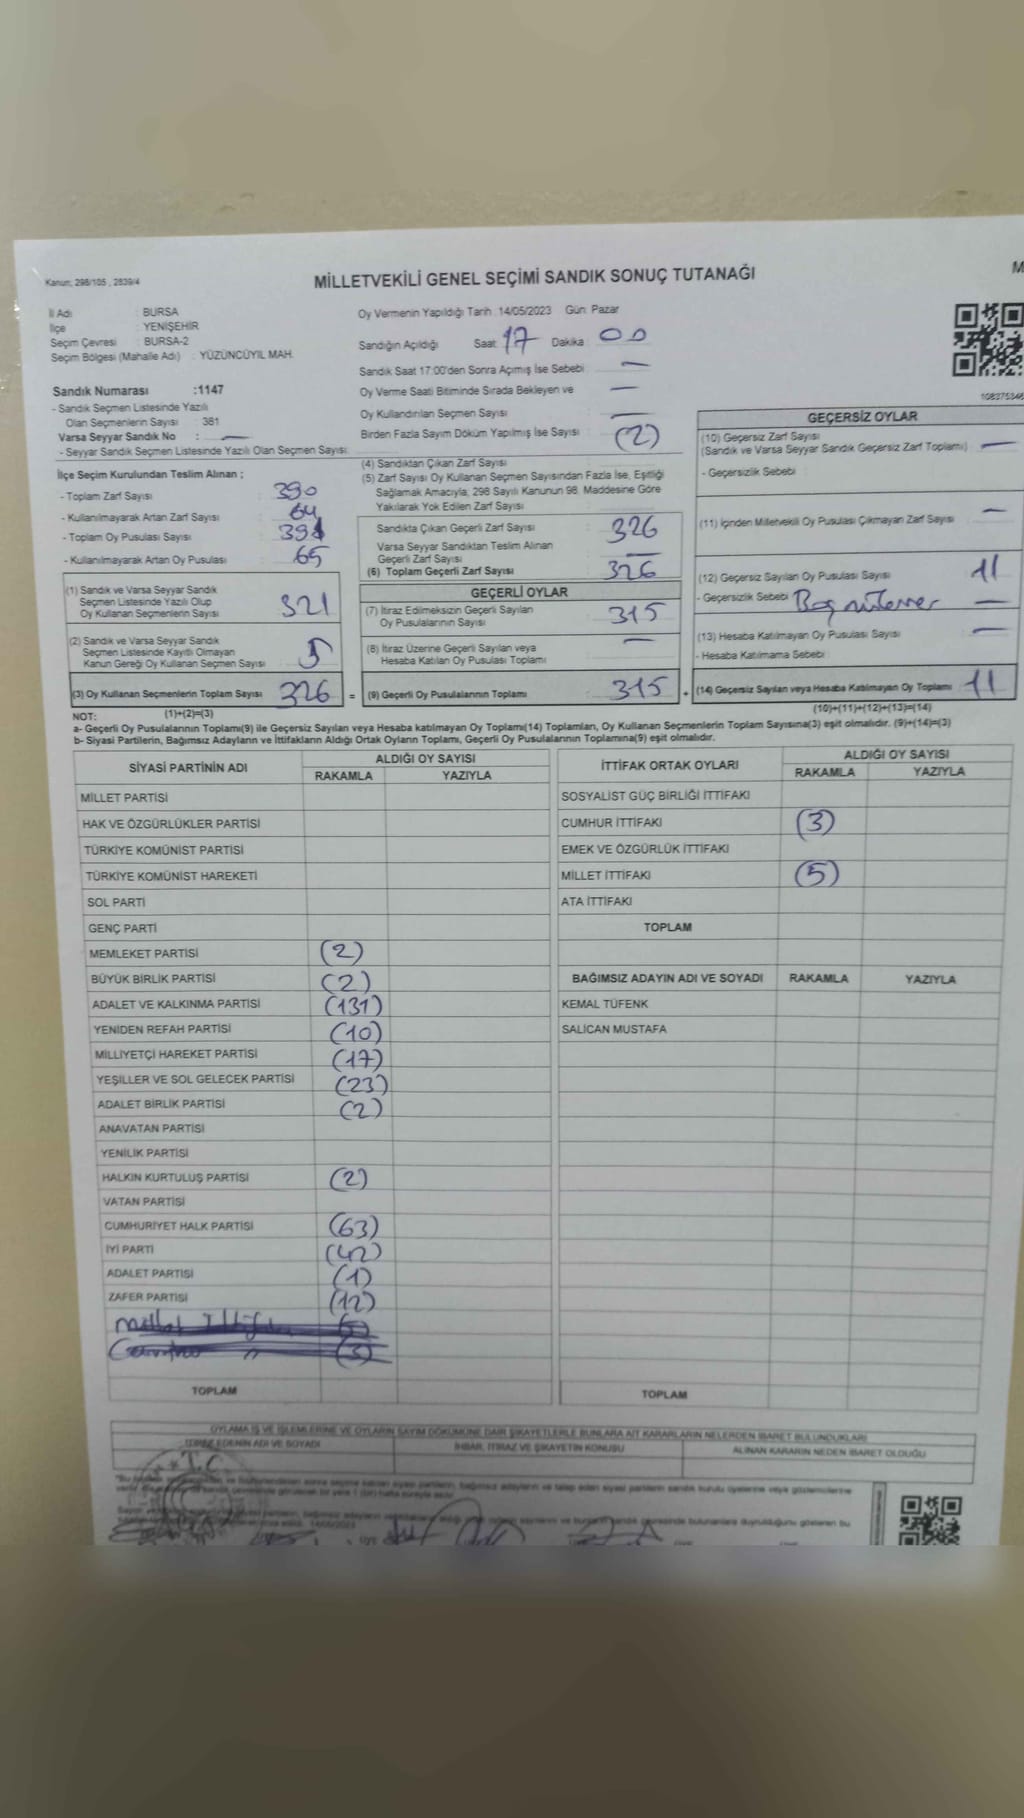 Kanun; 298/105 , 2839/4
MİLLETVEKİLİ GENEL SEÇİMİ SANDIK SONUÇ TUTANAĞI
M
İl Adı : BURSA
İlçe : YENİŞEHİR
Seçim Çevresi : BURSA-2
Seçim Bölgesi (Mahalle Adı) : YÜZÜNCÜYIL MAH.
Sandık Numarası :1147
- Sandık Seçmen Listesinde Yazılı
Olan Seçmenlerin Sayısı : 381
Varsa Seyyar Sandık No : —
- Seyyar Sandık Seçmen Listesinde Yazılı Olan Seçmen Sayısı:
İlçe Seçim Kurulundan Teslim Alınan ;
- Toplam Zarf Sayısı : 390
- Kullanılmayarak Artan Zarf Sayısı : 64
- Toplam Oy Pusulası Sayısı : 391
- Kullanılmayarak Artan Oy Pusulası : 65
(1) Sandık ve Varsa Seyyar Sandık
Seçmen Listesinde Yazılı Olup
Oy Kullanan Seçmenlerin Sayısı : 321
(2) Sandık ve Varsa Seyyar Sandık
Seçmen Listesinde Kayıtlı Olmayan
Kanun Gereği Oy Kullanan Seçmen Sayısı : 5
(3) Oy Kullanan Seçmenlerin Toplam Sayısı : 326 =
Oy Vermenin Yapıldığı Tarih : 14/05/2023 Gün: Pazar
Sandığın Açıldığı Saat: 17 Dakika : 00
Sandık Saat 17:00'den Sonra Açımış İse Sebebi : —
Oy Verme Saati Bitiminde Sırada Bekleyen ve —
Oy Kullandırılan Seçmen Sayısı : —
Birden Fazla Sayım Döküm Yapılmış İse Sayısı : (2)
(4) Sandıktan Çıkan Zarf Sayısı :
(5) Zarf Sayısı Oy Kullanan Seçmen Sayısından Fazla İse, Eşitliği
Sağlamak Amacıyla, 298 Sayılı Kanunun 98. Maddesine Göre
Yakılarak Yok Edilen Zarf Sayısı :
Sandıkta Çıkan Geçerli Zarf Sayısı : 326
Varsa Seyyar Sandıktan Teslim Alınan
Geçerli Zarf Sayısı : —
(6) Toplam Geçerli Zarf Sayısı : 326
GEÇERLİ OYLAR
(7) İtiraz Edilmeksizin Geçerli Sayılan
Oy Pusulalarının Sayısı : 315
(8) İtiraz Üzerine Geçerli Sayılan veya
Hesaba Katılan Oy Pusulası Toplamı : —
(9) Geçerli Oy Pusulalarının Toplamı : 315 +
108375346
GEÇERSİZ OYLAR
(10) Geçersiz Zarf Sayısı
(Sandık ve Varsa Seyyar Sandık Geçersiz Zarf Toplamı) : —
- Geçersizlik Sebebi :
(11) İçinden Milletvekili Oy Pusulası Çıkmayan Zarf Sayısı : —
(12) Geçersiz Sayılan Oy Pusulası Sayısı : 11
- Geçersizlik Sebebi : —
(13) Hesaba Katılmayan Oy Pusulası Sayısı : —
- Hesaba Katılmama Sebebi :
(14) Geçersiz Sayılan veya Hesaba Katılmayan Oy Toplamı : 11
NOT: (1)+(2)=(3)
(10)+(11)+(12)+(13)=(14)
a- Geçerli Oy Pusulalarının Toplamı(9) ile Geçersiz Sayılan veya Hesaba katılmayan Oy Toplamı(14) Toplamları, Oy Kullanan Seçmenlerin Toplam Sayısına(3) eşit olmalıdır. (9)+(14)=(3)
b- Siyasi Partilerin, Bağımsız Adayların ve İttifakların Aldığı Ortak Oyların Toplamı, Geçerli Oy Pusulalarının Toplamına(9) eşit olmalıdır.
SİYASİ PARTİNİN ADI ALDIĞI OY SAYISI
RAKAMLA YAZIYLA
MİLLET PARTİSİ
HAK VE ÖZGÜRLÜKLER PARTİSİ
TÜRKİYE KOMÜNİST PARTİSİ
TÜRKİYE KOMÜNİST HAREKETİ
SOL PARTİ
GENÇ PARTİ
MEMLEKET PARTİSİ (2)
BÜYÜK BİRLİK PARTİSİ (2)
ADALET VE KALKINMA PARTİSİ (131)
YENİDEN REFAH PARTİSİ (10)
MİLLİYETÇİ HAREKET PARTİSİ (17)
YEŞİLLER VE SOL GELECEK PARTİSİ (23)
ADALET BİRLİK PARTİSİ (2)
ANAVATAN PARTİSİ
YENİLİK PARTİSİ
HALKIN KURTULUŞ PARTİSİ (2)
VATAN PARTİSİ
CUMHURİYET HALK PARTİSİ (63)
İYİ PARTİ (42)
ADALET PARTİSİ (1)
ZAFER PARTİSİ (12)
TOPLAM
İTTİFAK ORTAK OYLARI ALDIĞI OY SAYISI
RAKAMLA YAZIYLA
SOSYALİST GÜÇ BİRLİĞİ İTTİFAKI
CUMHUR İTTİFAKI (3)
EMEK VE ÖZGÜRLÜK İTTİFAKI
MİLLET İTTİFAKI (5)
ATA İTTİFAKI
TOPLAM
BAĞIMSIZ ADAYIN ADI VE SOYADI RAKAMLA YAZIYLA
KEMAL TÜFENK
SALİCAN MUSTAFA
TOPLAM
OYLAMA İŞ VE İŞLEMLERİNE VE OYLARIN SAYIM DÖKÜMÜNE DAİR ŞİKAYETLERLE BUNLARA AİT KARARLARIN NELERDEN İBARET BULUNDUKLARI
İTİRAZ EDENİN ADI VE SOYADI İHBAR, İTİRAZ VE ŞİKAYETİN KONUSU ALINAN KARARIN NEDEN İBARET OLDUĞU
T.C.